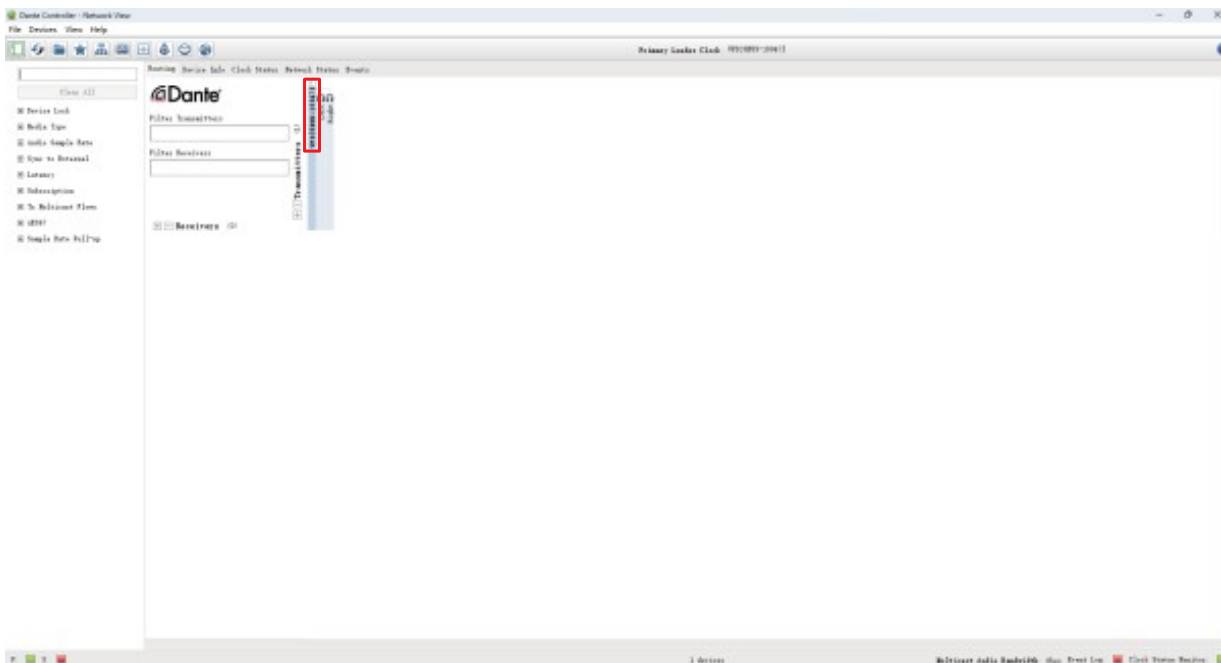 Dante Controller - Network View
File Devices View Help
Primary Leader Clock
Routing Device Info Clock Status Network Status Events
Clear All
Device Lock
Media Type
Audio Sample Rate
Sync to External
Latency
Subscription
Tx Multicast Flows
AES67
Sample Rate Pull-up
Dante
Filter Transmitters
Filter Receivers
Transmitters
Receivers
Right
P: S:
1 devices
Multicast Audio Bandwidth Event Log: Clock Status Monitor: